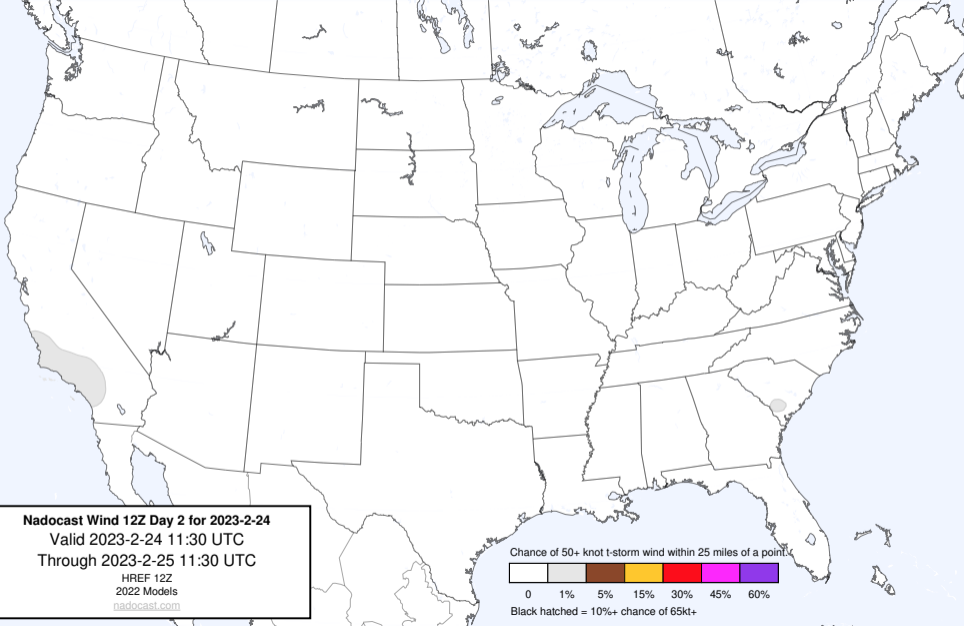 Nadocast Wind 12Z Day 2 for 2023-2-24
Valid 2023-2-24 11:30 UTC
Through 2023-2-25 11:30 UTC
HREF 12Z
2022 Models
nadocast.com
Chance of 50+ knot t-storm wind within 25 miles of a point.
0 1% 5% 15% 30% 45% 60%
Black hatched = 10%+ chance of 65kt+